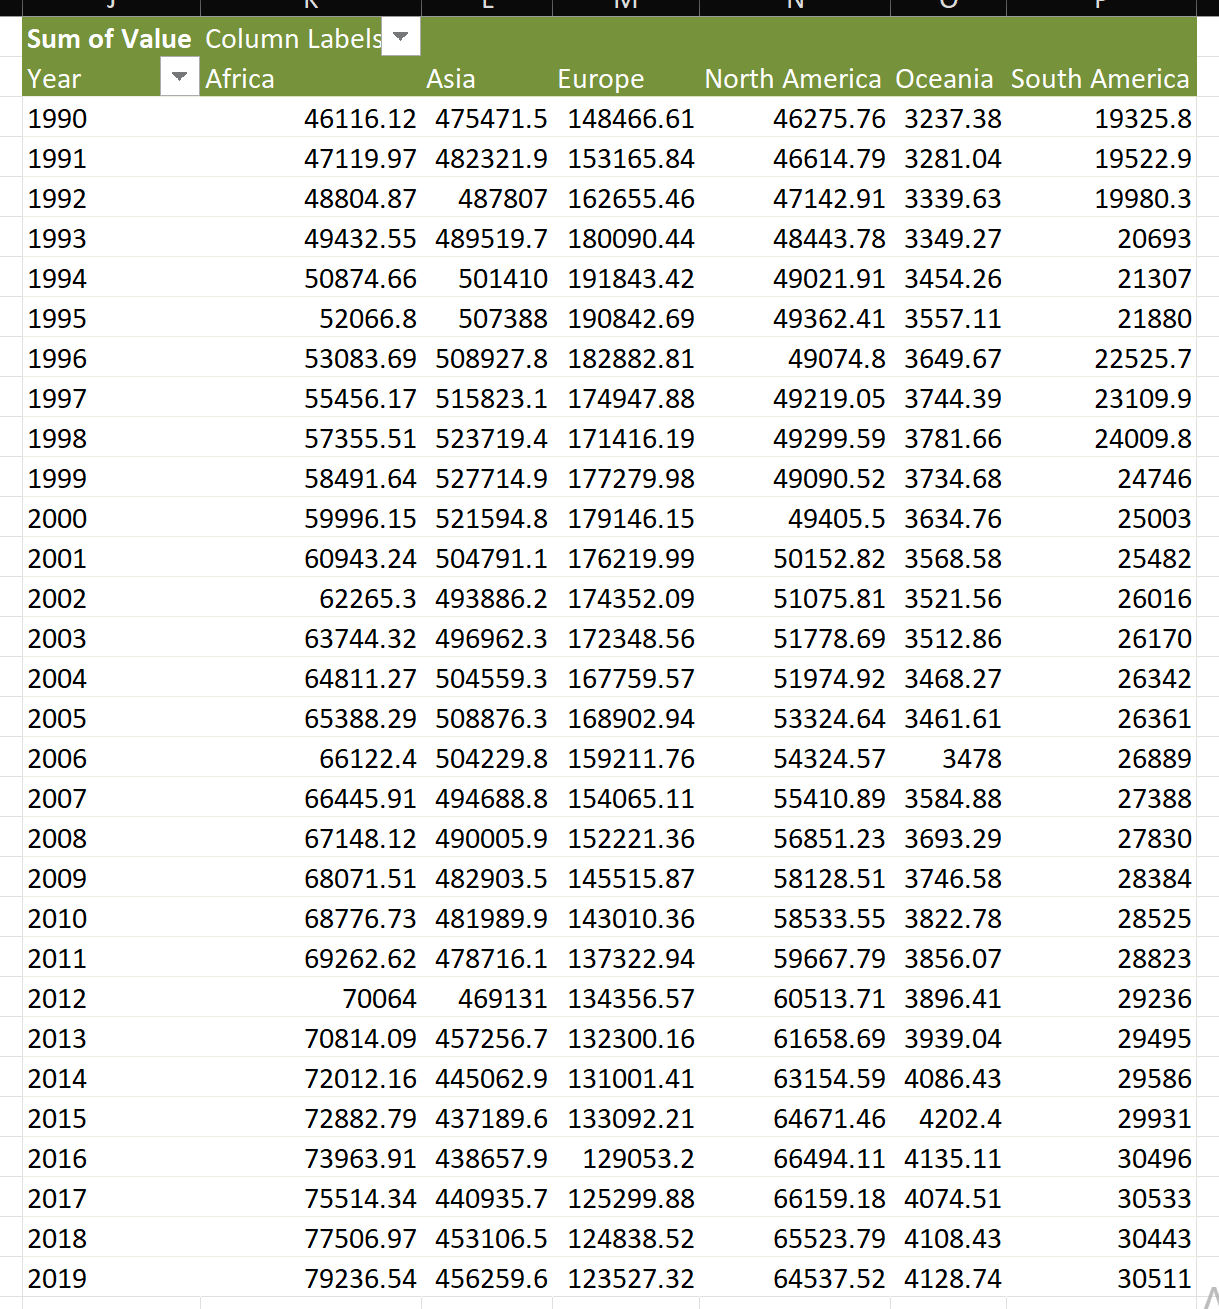 J K L M N O P
Sum of Value Column Labels
Year Africa Asia Europe North America Oceania South America
1990 46116.12 475471.5 148466.61 46275.76 3237.38 19325.8
1991 47119.97 482321.9 153165.84 46614.79 3281.04 19522.9
1992 48804.87 487807 162655.46 47142.91 3339.63 19980.3
1993 49432.55 489519.7 180090.44 48443.78 3349.27 20693
1994 50874.66 501410 191843.42 49021.91 3454.26 21307
1995 52066.8 507388 190842.69 49362.41 3557.11 21880
1996 53083.69 508927.8 182882.81 49074.8 3649.67 22525.7
1997 55456.17 515823.1 174947.88 49219.05 3744.39 23109.9
1998 57355.51 523719.4 171416.19 49299.59 3781.66 24009.8
1999 58491.64 527714.9 177279.98 49090.52 3734.68 24746
2000 59996.15 521594.8 179146.15 49405.5 3634.76 25003
2001 60943.24 504791.1 176219.99 50152.82 3568.58 25482
2002 62265.3 493886.2 174352.09 51075.81 3521.56 26016
2003 63744.32 496962.3 172348.56 51778.69 3512.86 26170
2004 64811.27 504559.3 167759.57 51974.92 3468.27 26342
2005 65388.29 508876.3 168902.94 53324.64 3461.61 26361
2006 66122.4 504229.8 159211.76 54324.57 3478 26889
2007 66445.91 494688.8 154065.11 55410.89 3584.88 27388
2008 67148.12 490005.9 152221.36 56851.23 3693.29 27830
2009 68071.51 482903.5 145515.87 58128.51 3746.58 28384
2010 68776.73 481989.9 143010.36 58533.55 3822.78 28525
2011 69262.62 478716.1 137322.94 59667.79 3856.07 28823
2012 70064 469131 134356.57 60513.71 3896.41 29236
2013 70814.09 457256.7 132300.16 61658.69 3939.04 29495
2014 72012.16 445062.9 131001.41 63154.59 4086.43 29586
2015 72882.79 437189.6 133092.21 64671.46 4202.4 29931
2016 73963.91 438657.9 129053.2 66494.11 4135.11 30496
2017 75514.34 440935.7 125299.88 66159.18 4074.51 30533
2018 77506.97 453106.5 124838.52 65523.79 4108.43 30443
2019 79236.54 456259.6 123527.32 64537.52 4128.74 30511